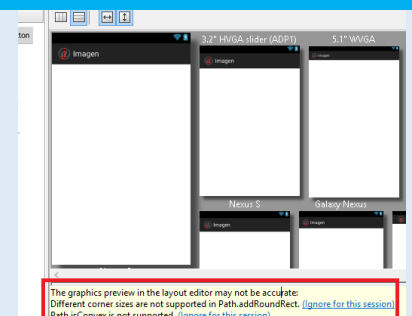 ton
Imagen
3.2" HVGA slider (ADP1)
5.1" WVGA
Imagen
Imagen
Nexus S
Galaxy Nexus
Imagen
Imagen
The graphics preview in the layout editor may not be accurate:
Different corner sizes are not supported in Path.addRoundRect. (Ignore for this session)
Path.isConvex is not supported. (Ignore for this session)